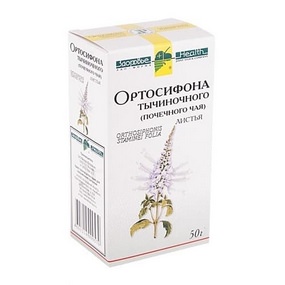 Здоровье Health
ОРТОСИФОНА
ТЫЧИНОЧНОГО
(ПОЧЕЧНОГО ЧАЯ)
ЛИСТЬЯ
ORTHOSIPHONIS
STAMINEI FOLIA
50г